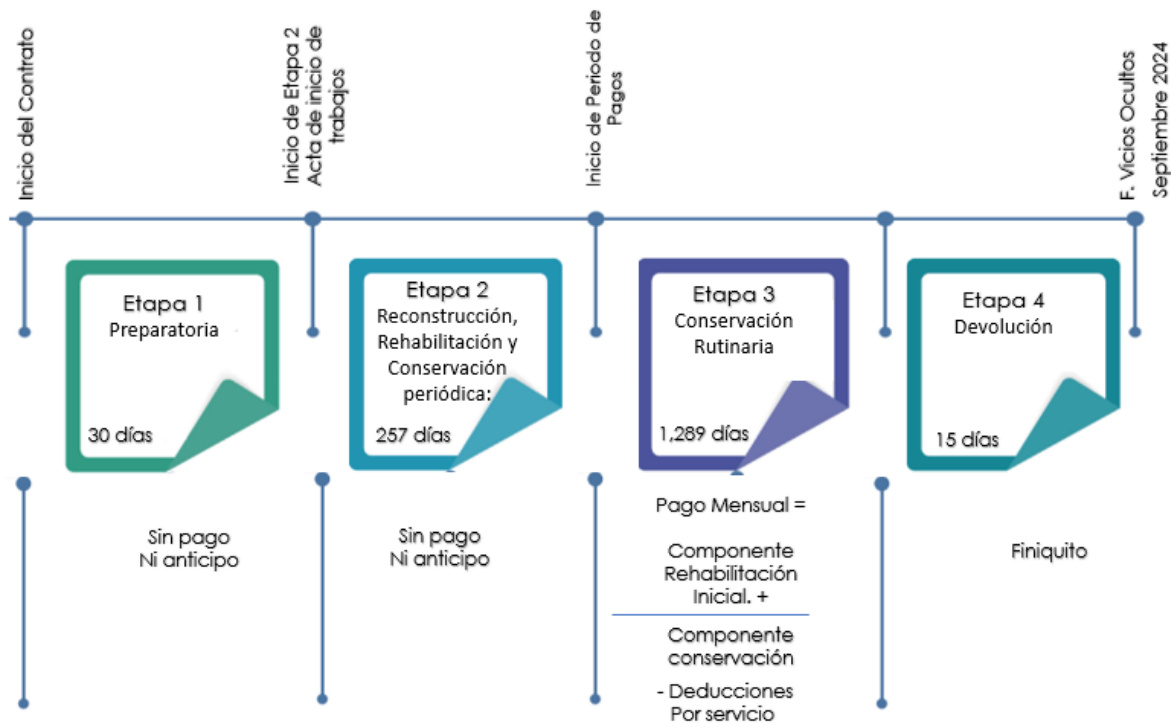 Inicio del Contrato
Inicio de Etapa 2
Acta de inicio de
trabajos
Inicio de Periodo de
Pagos
F. Vicios Ocultos
Septiembre 2024
Etapa 1
Preparatoria
30 días
Etapa 2
Reconstrucción,
Rehabilitación y
Conservación
periódica:
257 días
Etapa 3
Conservación
Rutinaria
1,289 días
Etapa 4
Devolución
15 días
Sin pago
Ni anticipo
Sin pago
Ni anticipo
Pago Mensual =
Componente
Rehabilitación
Inicial. +
Componente
conservación
- Deducciones
Por servicio
Finiquito